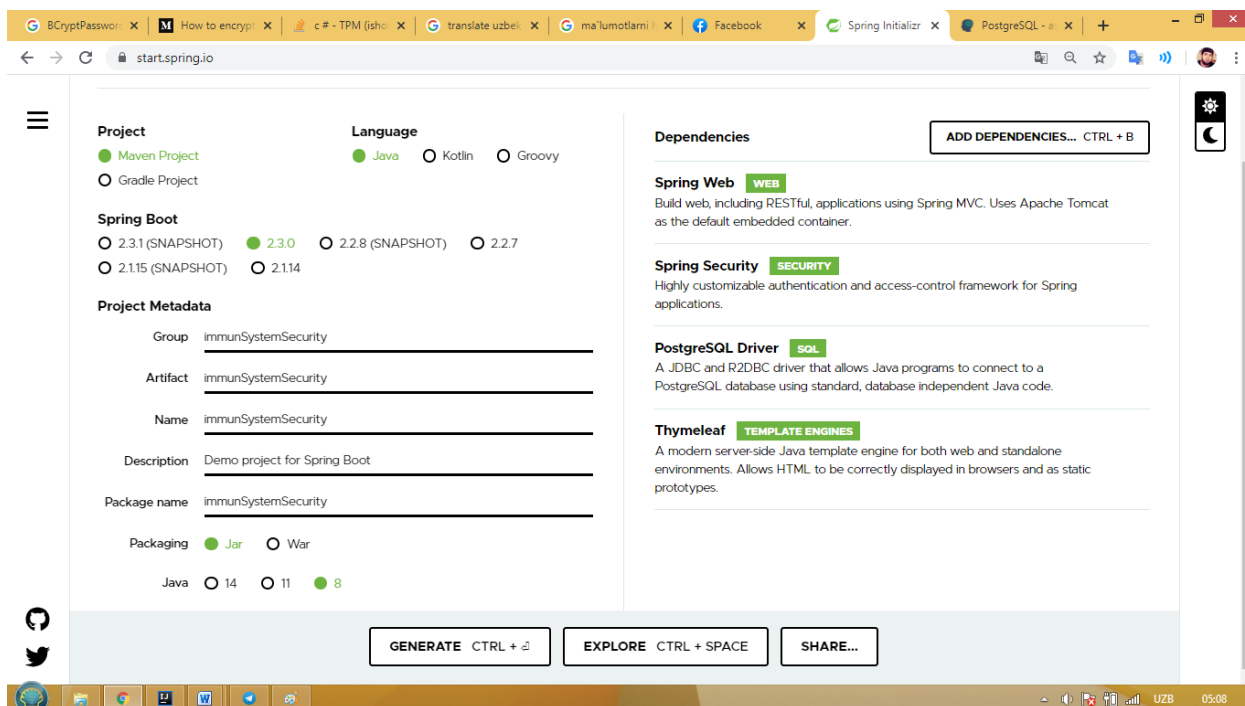 BCryptPassword
How to encrypt
c # - TPM (isho
translate uzbek
ma`lumotlarni h
Facebook
Spring Initializr
PostgreSQL - a
start.spring.io
Project
Maven Project
Gradle Project
Language
Java Kotlin Groovy
Spring Boot
2.3.1 (SNAPSHOT) 2.3.0 2.2.8 (SNAPSHOT) 2.2.7
2.1.15 (SNAPSHOT) 2.1.14
Project Metadata
Group immunSystemSecurity
Artifact immunSystemSecurity
Name immunSystemSecurity
Description Demo project for Spring Boot
Package name immunSystemSecurity
Packaging Jar War
Java 14 11 8
Dependencies
ADD DEPENDENCIES... CTRL + B
Spring Web WEB
Build web, including RESTful, applications using Spring MVC. Uses Apache Tomcat
as the default embedded container.
Spring Security SECURITY
Highly customizable authentication and access-control framework for Spring
applications.
PostgreSQL Driver SQL
A JDBC and R2DBC driver that allows Java programs to connect to a
PostgreSQL database using standard, database independent Java code.
Thymeleaf TEMPLATE ENGINES
A modern server-side Java template engine for both web and standalone
environments. Allows HTML to be correctly displayed in browsers and as static
prototypes.
GENERATE CTRL + ⏎
EXPLORE CTRL + SPACE
SHARE...
UZB 05:08